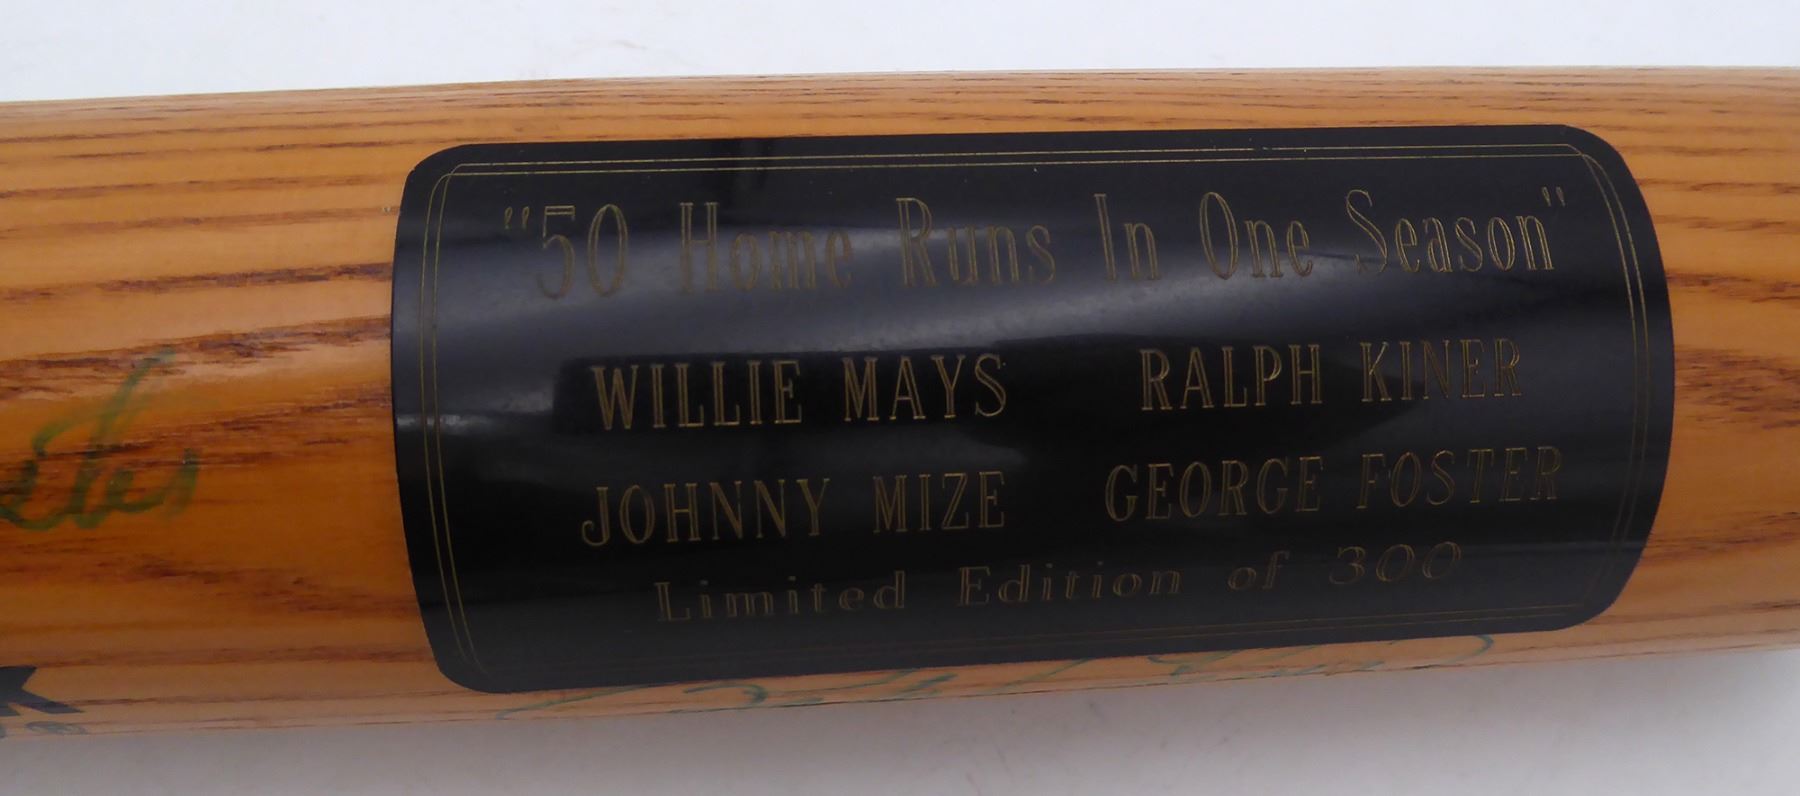 "50 Home Runs In One Season"
WILLIE MAYS RALPH KINER
JOHNNY MIZE GEORGE FOSTER
Limited Edition of 300